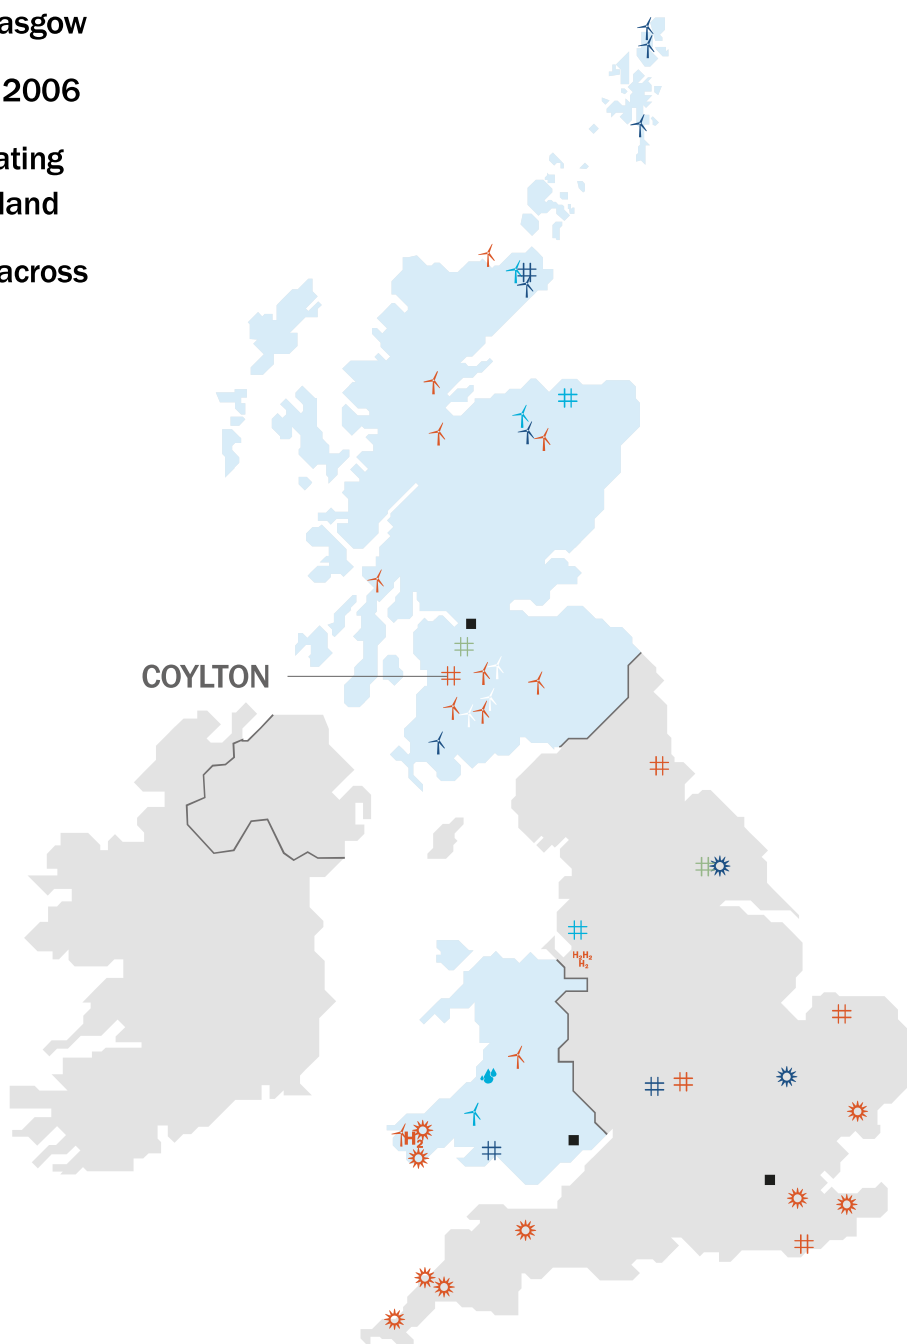 asgow
2006
ating
land
across
COYLTON
H₂H₂
H₂
H₂